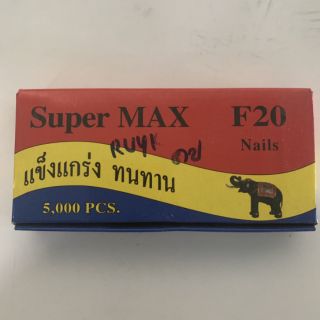 Super MAX F20
Nails
RUYI
แข็งแกร่ง ทนทาน
5,000 PCS.